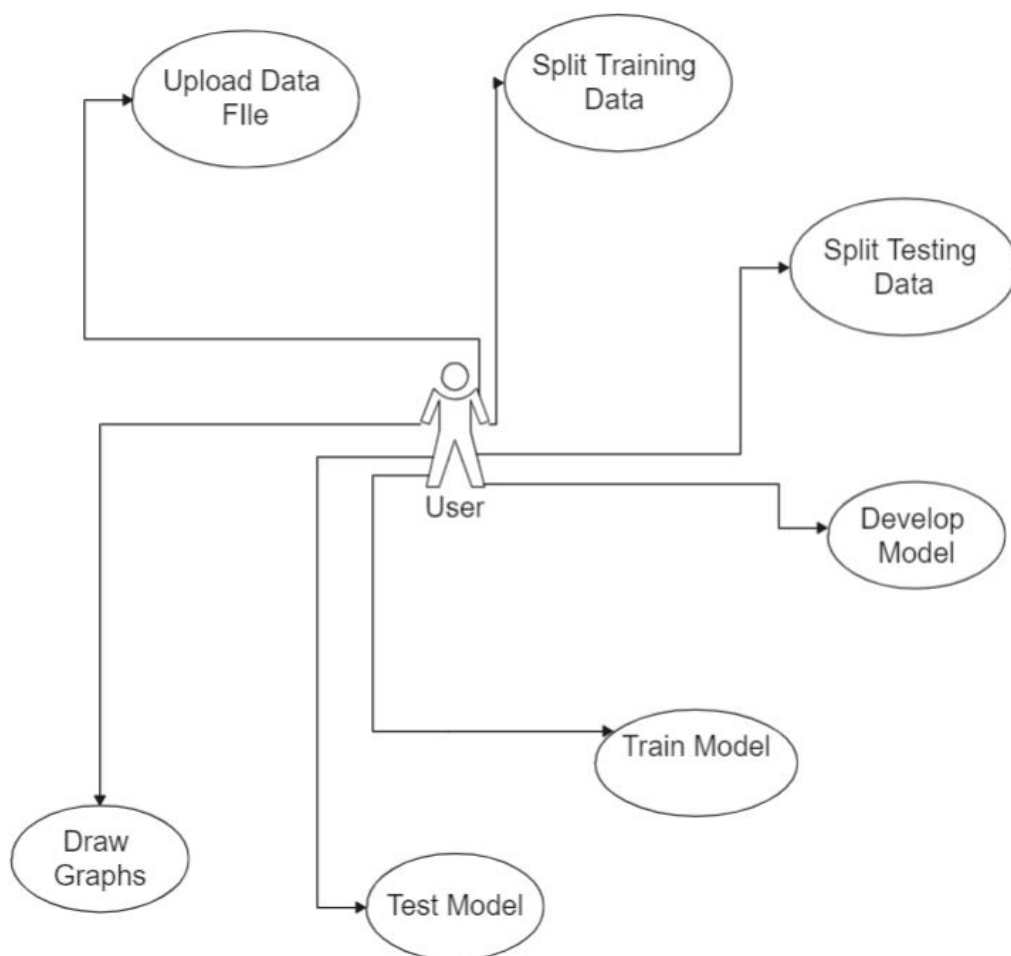 Upload Data
FIle
Split Training
Data
Split Testing
Data
User
Develop
Model
Train Model
Draw
Graphs
Test Model